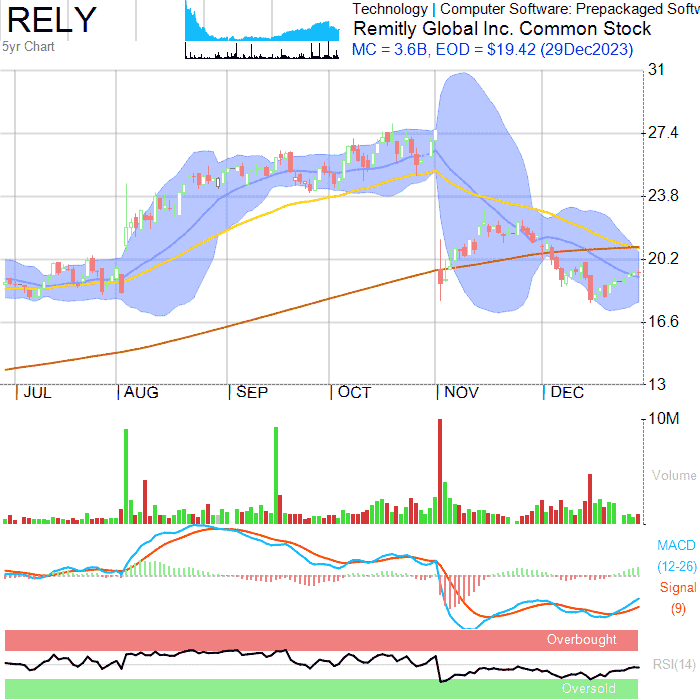 RELY
5yr Chart
Technology | Computer Software: Prepackaged Softw
Remitly Global Inc. Common Stock
MC = 3.6B, EOD = $19.42 (29Dec2023)
31
27.4
23.8
20.2
16.6
13
JUL AUG SEP OCT NOV DEC
10M
Volume
MACD
(12-26)
Signal
(9)
Overbought
RSI(14)
Oversold